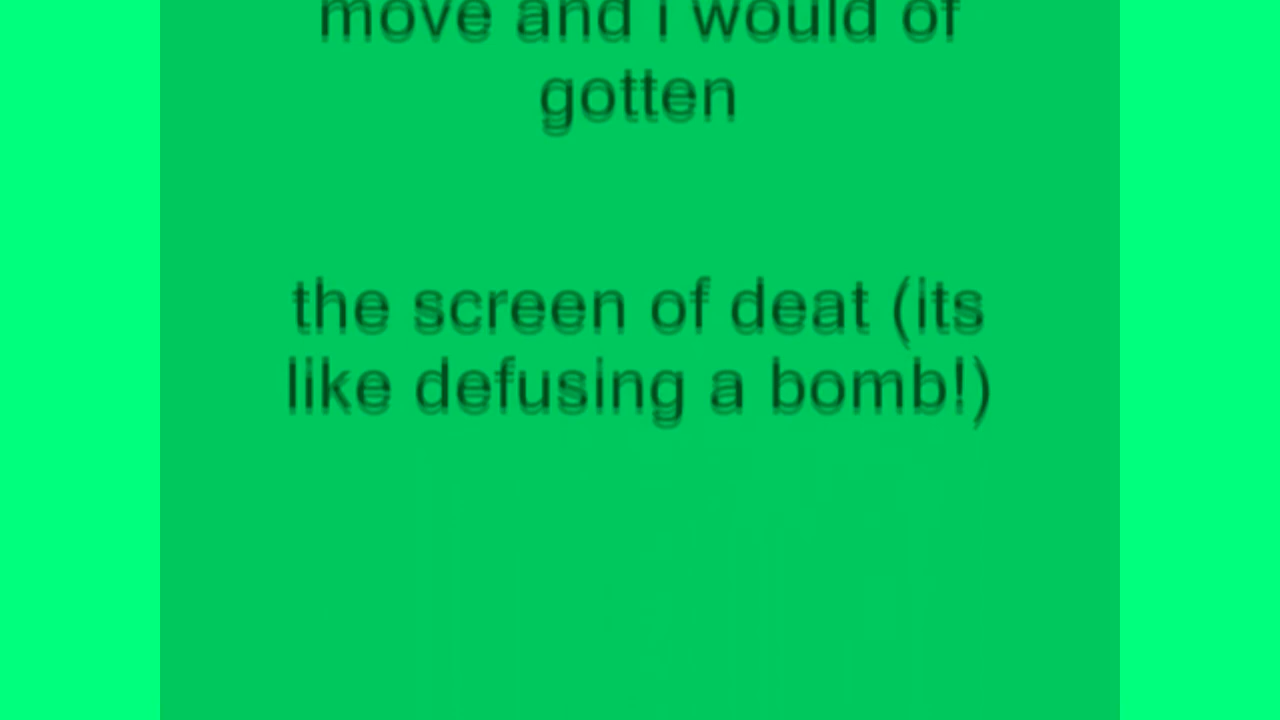 move and i would of
gotten
the screen of deat (its
like defusing a bomb!)